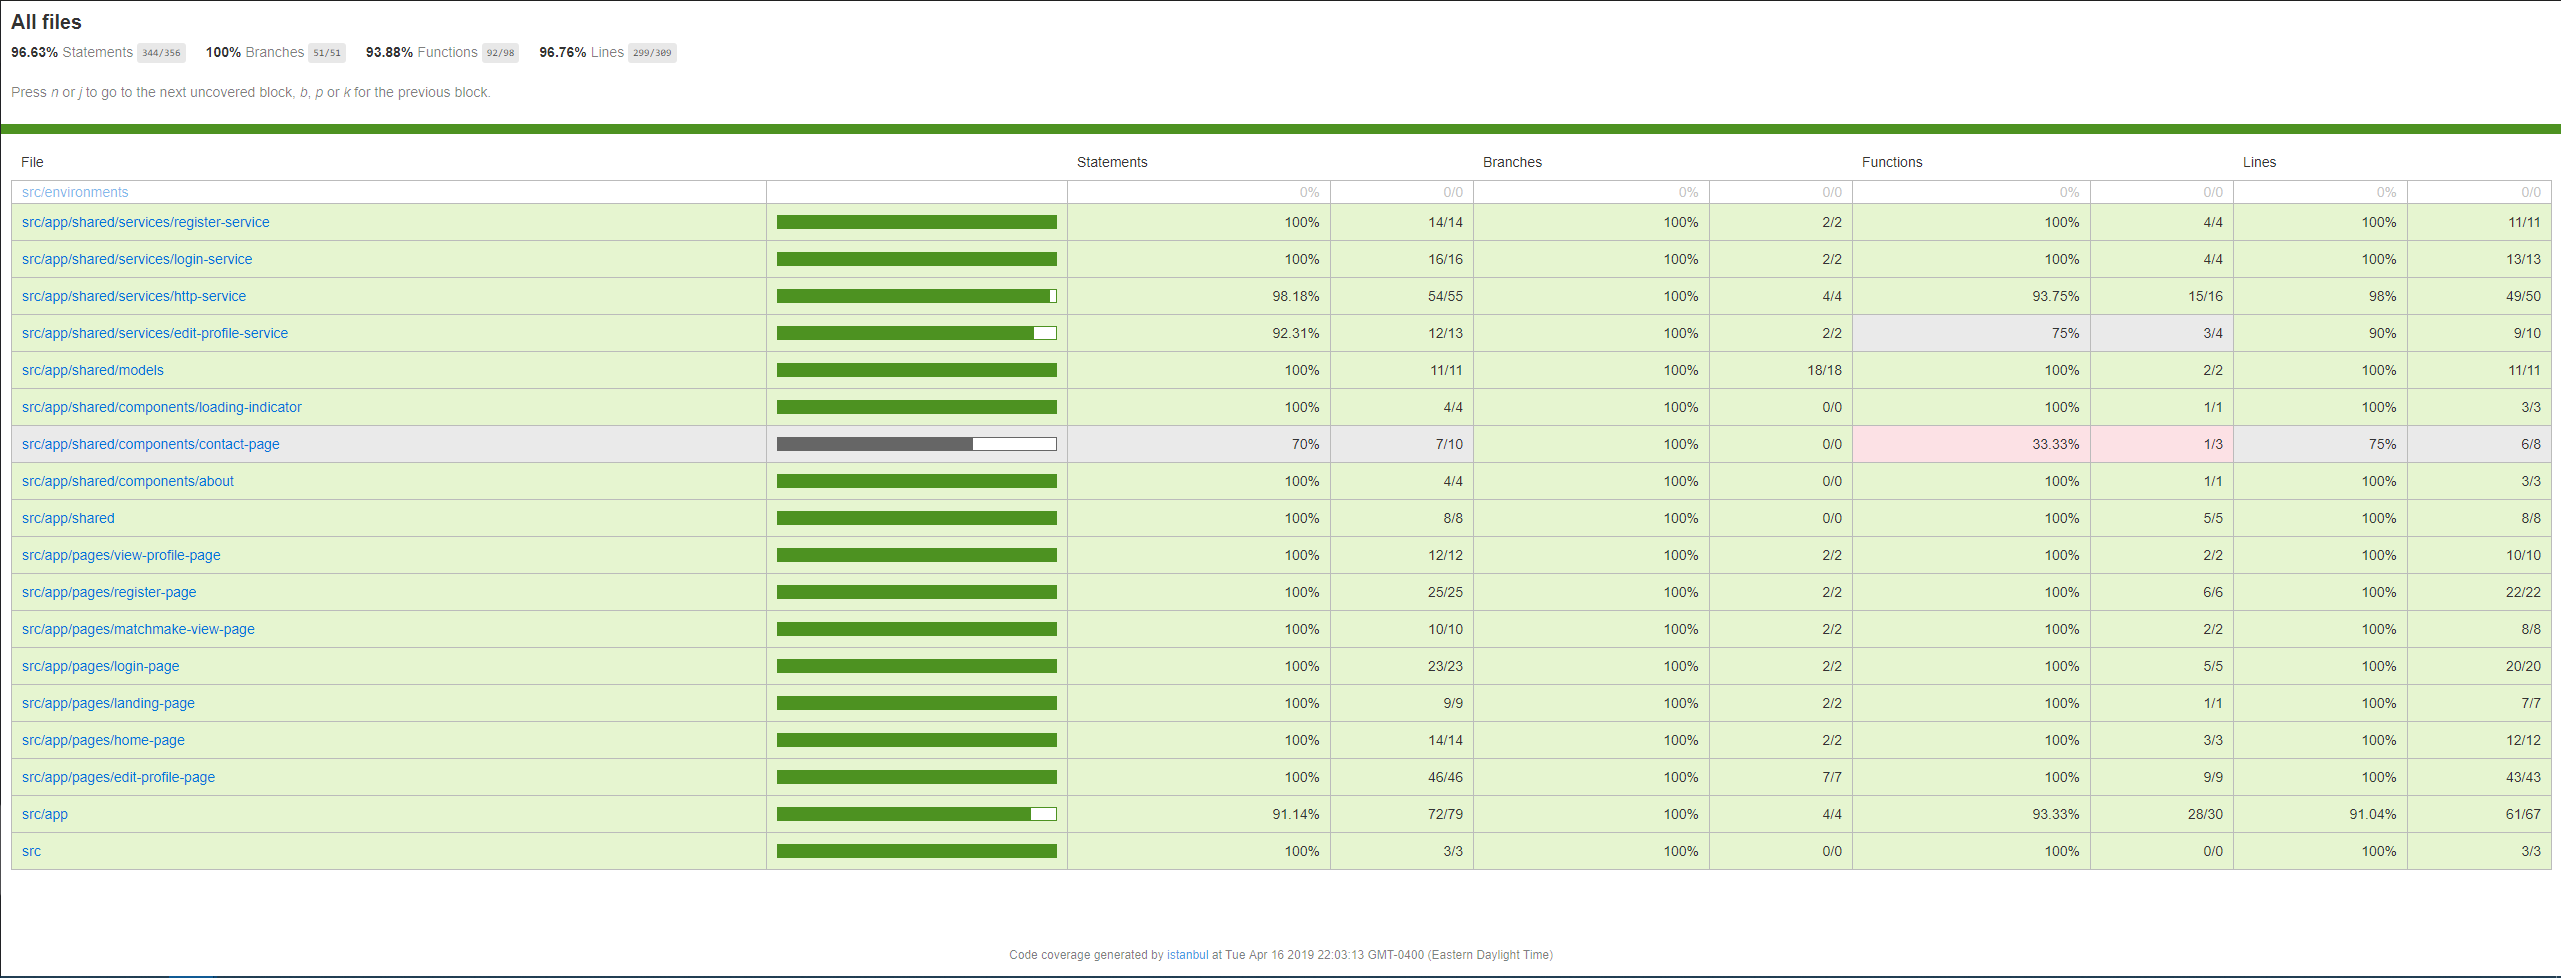 All files
96.63% Statements 344/356 100% Branches 51/51 93.88% Functions 92/98 96.76% Lines 299/309
Press n or j to go to the next uncovered block, b, p or k for the previous block.
File Statements Branches Functions Lines
src/environments 0% 0/0 0% 0/0 0% 0/0 0% 0/0
src/app/shared/services/register-service 100% 14/14 100% 2/2 100% 4/4 100% 11/11
src/app/shared/services/login-service 100% 16/16 100% 2/2 100% 4/4 100% 13/13
src/app/shared/services/http-service 98.18% 54/55 100% 4/4 93.75% 15/16 98% 49/50
src/app/shared/services/edit-profile-service 92.31% 12/13 100% 2/2 75% 3/4 90% 9/10
src/app/shared/models 100% 11/11 100% 18/18 100% 2/2 100% 11/11
src/app/shared/components/loading-indicator 100% 4/4 100% 0/0 100% 1/1 100% 3/3
src/app/shared/components/contact-page 70% 7/10 100% 0/0 33.33% 1/3 75% 6/8
src/app/shared/components/about 100% 4/4 100% 0/0 100% 1/1 100% 3/3
src/app/shared 100% 8/8 100% 0/0 100% 5/5 100% 8/8
src/app/pages/view-profile-page 100% 12/12 100% 2/2 100% 2/2 100% 10/10
src/app/pages/register-page 100% 25/25 100% 2/2 100% 6/6 100% 22/22
src/app/pages/matchmake-view-page 100% 10/10 100% 2/2 100% 2/2 100% 8/8
src/app/pages/login-page 100% 23/23 100% 2/2 100% 5/5 100% 20/20
src/app/pages/landing-page 100% 9/9 100% 2/2 100% 1/1 100% 7/7
src/app/pages/home-page 100% 14/14 100% 2/2 100% 3/3 100% 12/12
src/app/pages/edit-profile-page 100% 46/46 100% 7/7 100% 9/9 100% 43/43
src/app 91.14% 72/79 100% 4/4 93.33% 28/30 91.04% 61/67
src 100% 3/3 100% 0/0 100% 0/0 100% 3/3
Code coverage generated by istanbul at Tue Apr 16 2019 22:03:13 GMT-0400 (Eastern Daylight Time)